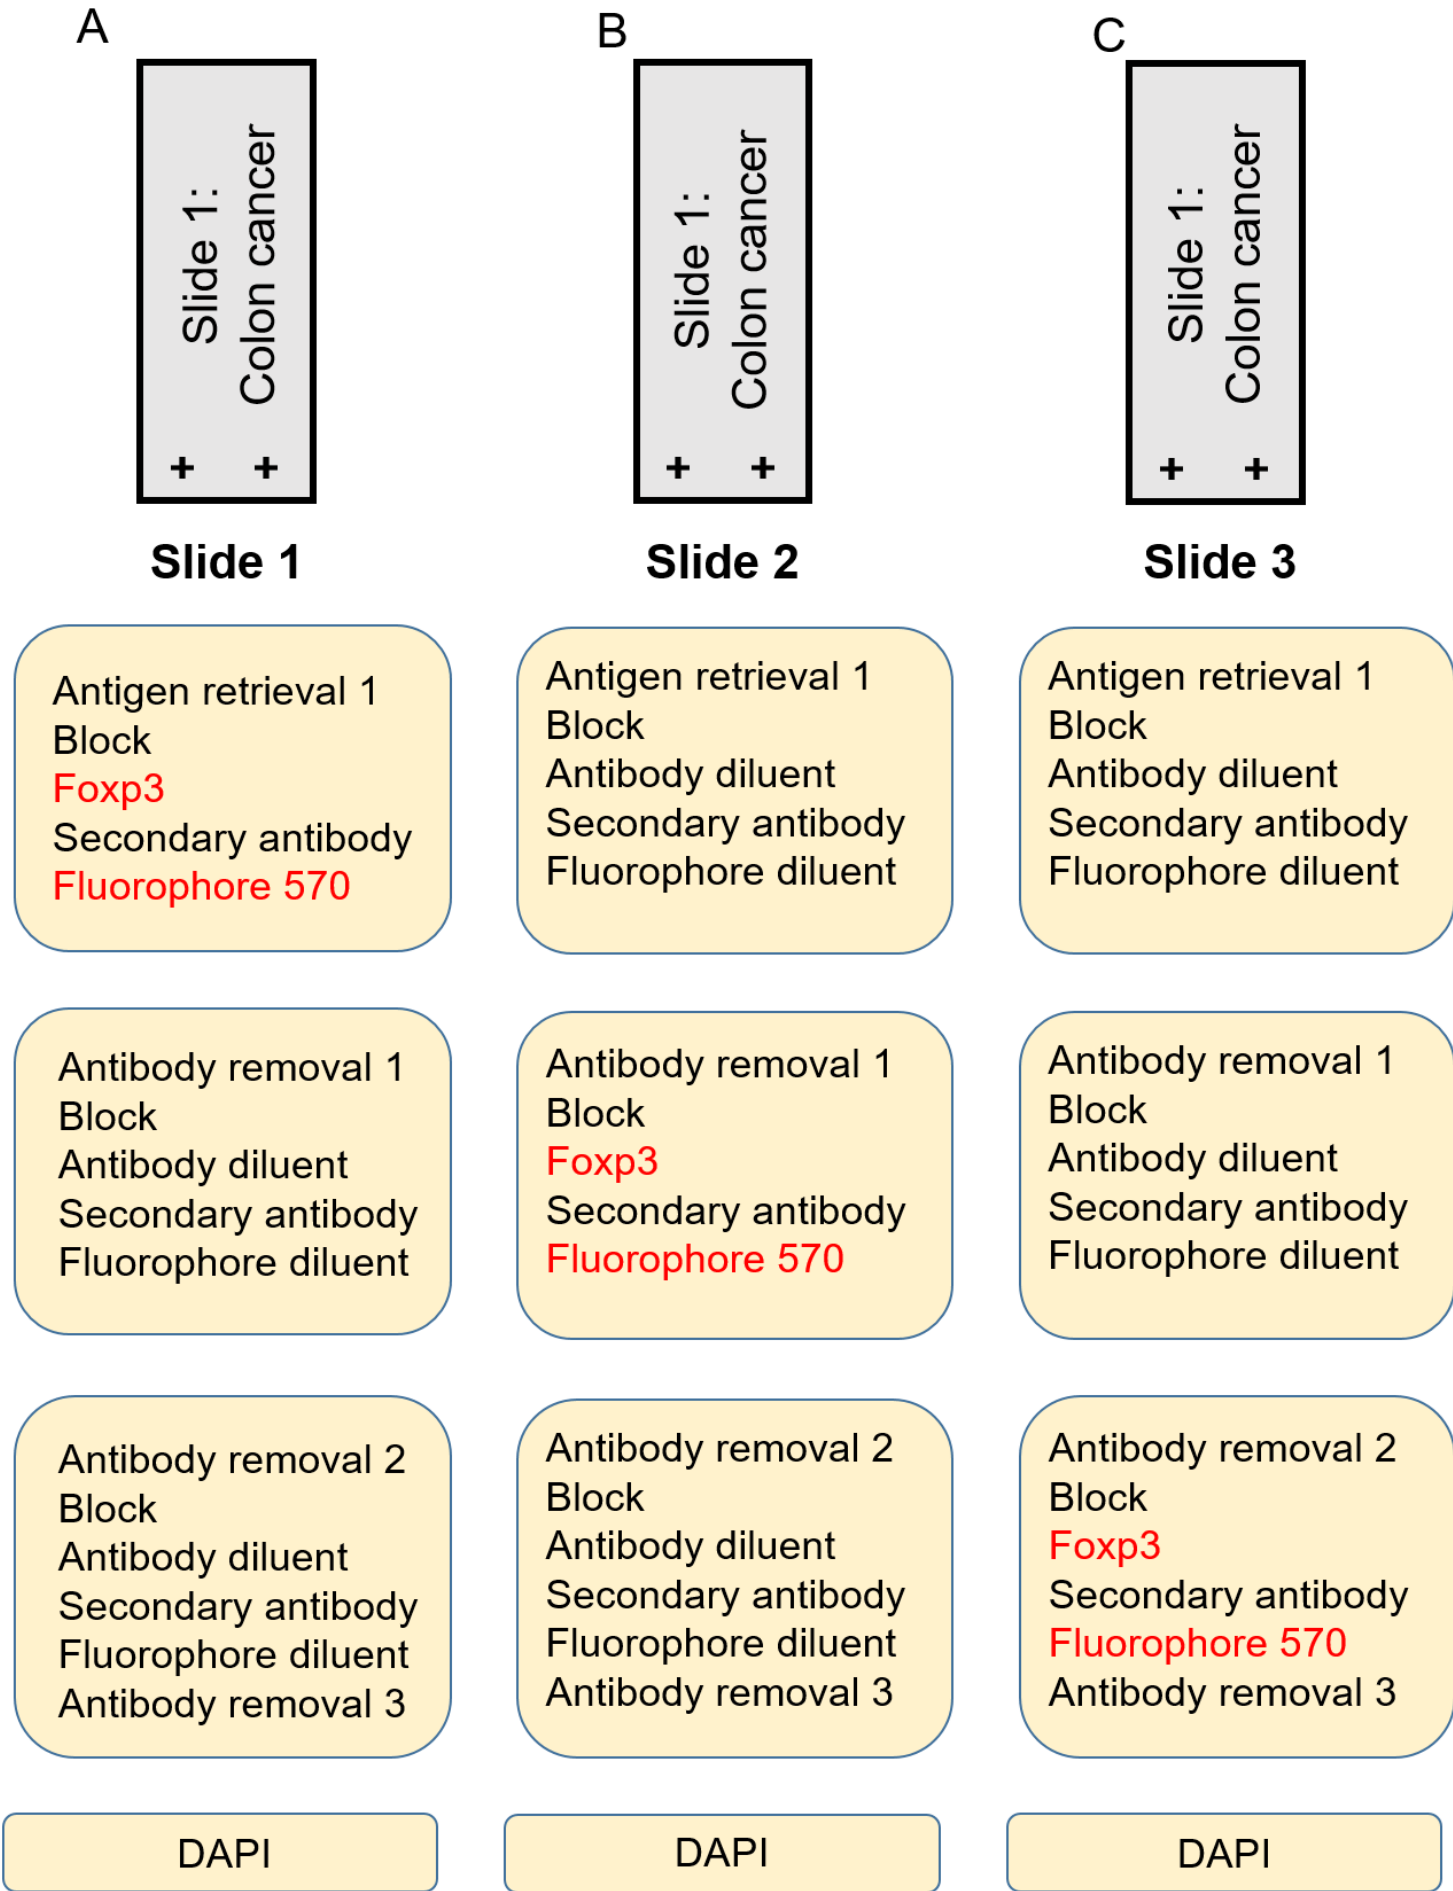 A
Slide 1:
Colon cancer
+ +
Slide 1
Antigen retrieval 1
Block
Foxp3
Secondary antibody
Fluorophore 570
Antibody removal 1
Block
Antibody diluent
Secondary antibody
Fluorophore diluent
Antibody removal 2
Block
Antibody diluent
Secondary antibody
Fluorophore diluent
Antibody removal 3
DAPI
B
Slide 1:
Colon cancer
+ +
Slide 2
Antigen retrieval 1
Block
Antibody diluent
Secondary antibody
Fluorophore diluent
Antibody removal 1
Block
Foxp3
Secondary antibody
Fluorophore 570
Antibody removal 2
Block
Antibody diluent
Secondary antibody
Fluorophore diluent
Antibody removal 3
DAPI
C
Slide 1:
Colon cancer
+ +
Slide 3
Antigen retrieval 1
Block
Antibody diluent
Secondary antibody
Fluorophore diluent
Antibody removal 1
Block
Antibody diluent
Secondary antibody
Fluorophore diluent
Antibody removal 2
Block
Foxp3
Secondary antibody
Fluorophore 570
Antibody removal 3
DAPI